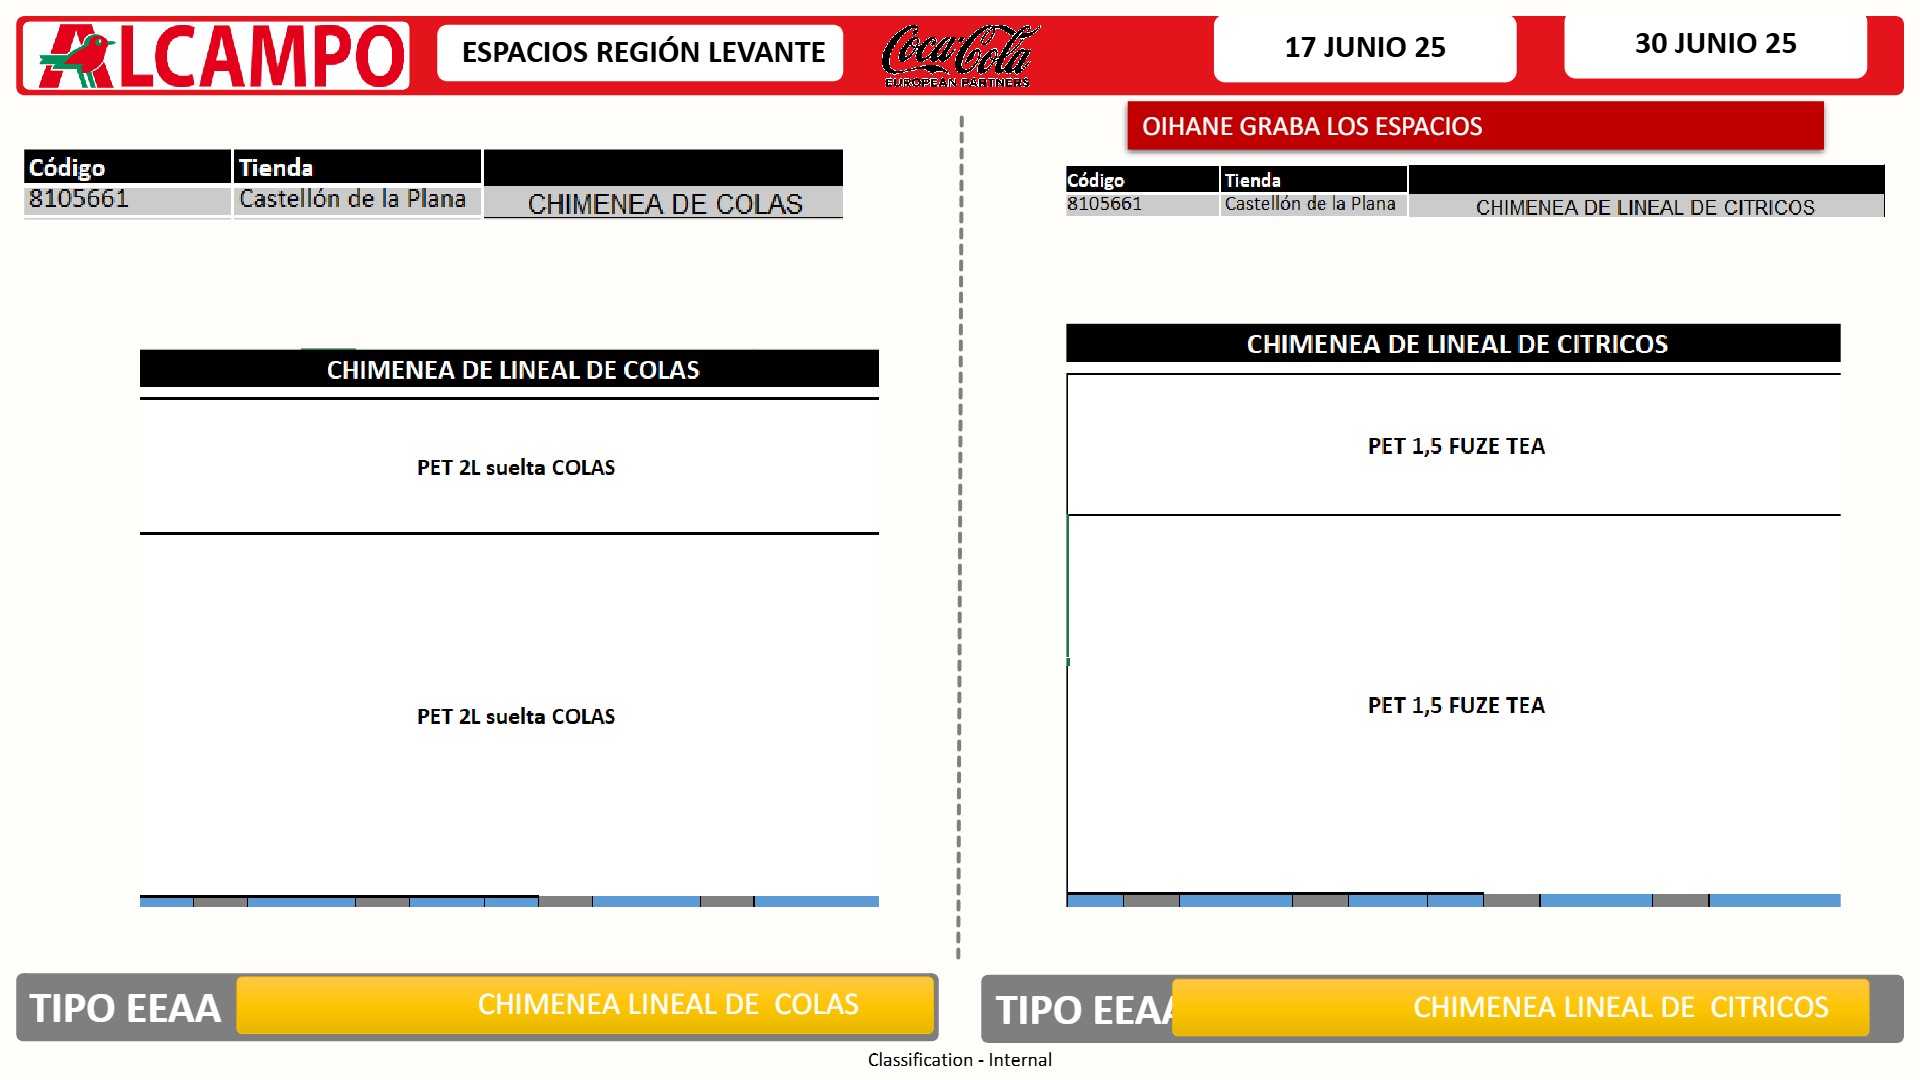 ALCAMPO
ESPACIOS REGIÓN LEVANTE
Coca-Cola
EUROPEAN PARTNERS
17 JUNIO 25
30 JUNIO 25
OIHANE GRABA LOS ESPACIOS
Código Tienda
8105661 Castellón de la Plana CHIMENEA DE COLAS
Código Tienda
8105661 Castellón de la Plana CHIMENEA DE LINEAL DE CITRICOS
CHIMENEA DE LINEAL DE COLAS
PET 2L suelta COLAS
PET 2L suelta COLAS
CHIMENEA DE LINEAL DE CITRICOS
PET 1,5 FUZE TEA
PET 1,5 FUZE TEA
TIPO EEAA CHIMENEA LINEAL DE COLAS
TIPO EEAA CHIMENEA LINEAL DE CITRICOS
Classification - Internal